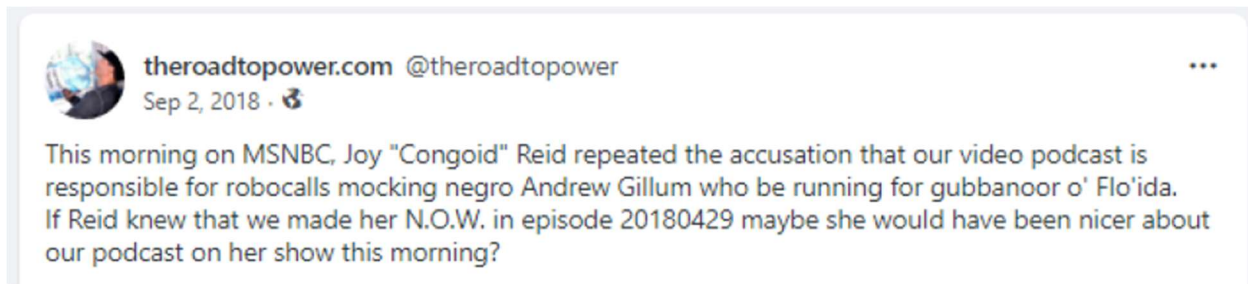 theroadtopower.com @theroadtopower
Sep 2, 2018 ·
This morning on MSNBC, Joy "Congoid" Reid repeated the accusation that our video podcast is
responsible for robocalls mocking negro Andrew Gillum who be running for gubbanoor o' Flo'ida.
If Reid knew that we made her N.O.W. in episode 20180429 maybe she would have been nicer about
our podcast on her show this morning?